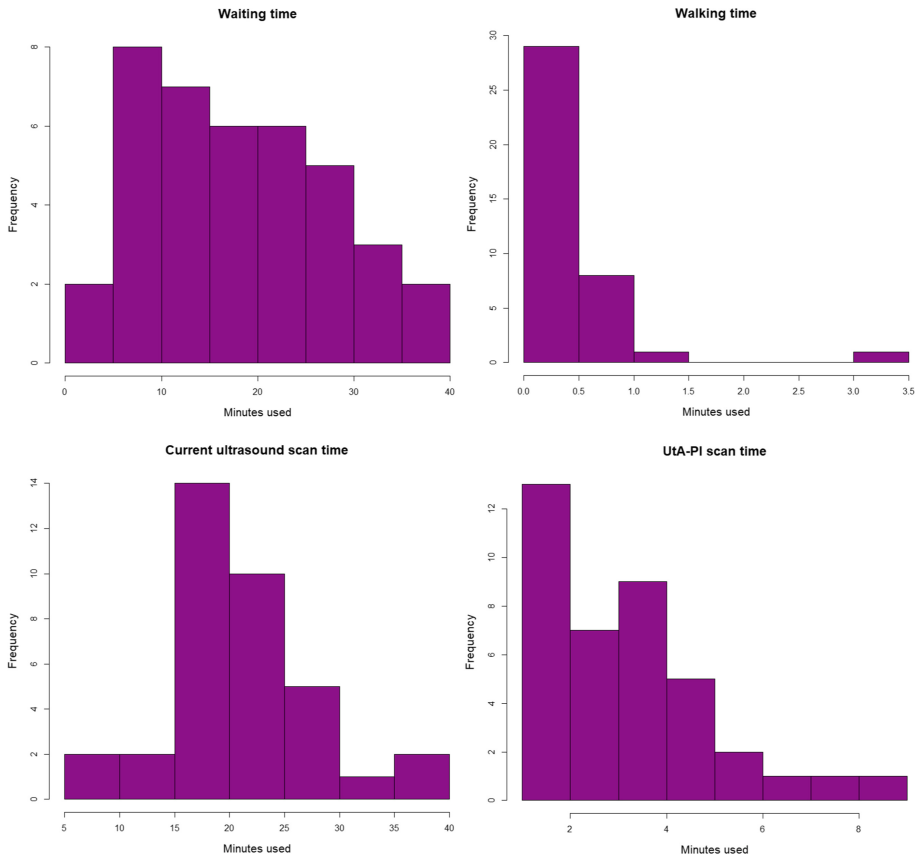 Waiting time
Frequency
0 2 4 6 8
0 10 20 30 40
Minutes used
Walking time
Frequency
0 5 10 15 20 25 30
0.0 0.5 1.0 1.5 2.0 2.5 3.0 3.5
Minutes used
Current ultrasound scan time
Frequency
0 2 4 6 8 10 12 14
5 10 15 20 25 30 35 40
Minutes used
UtA-PI scan time
Frequency
0 2 4 6 8 10 12
2 4 6 8
Minutes used